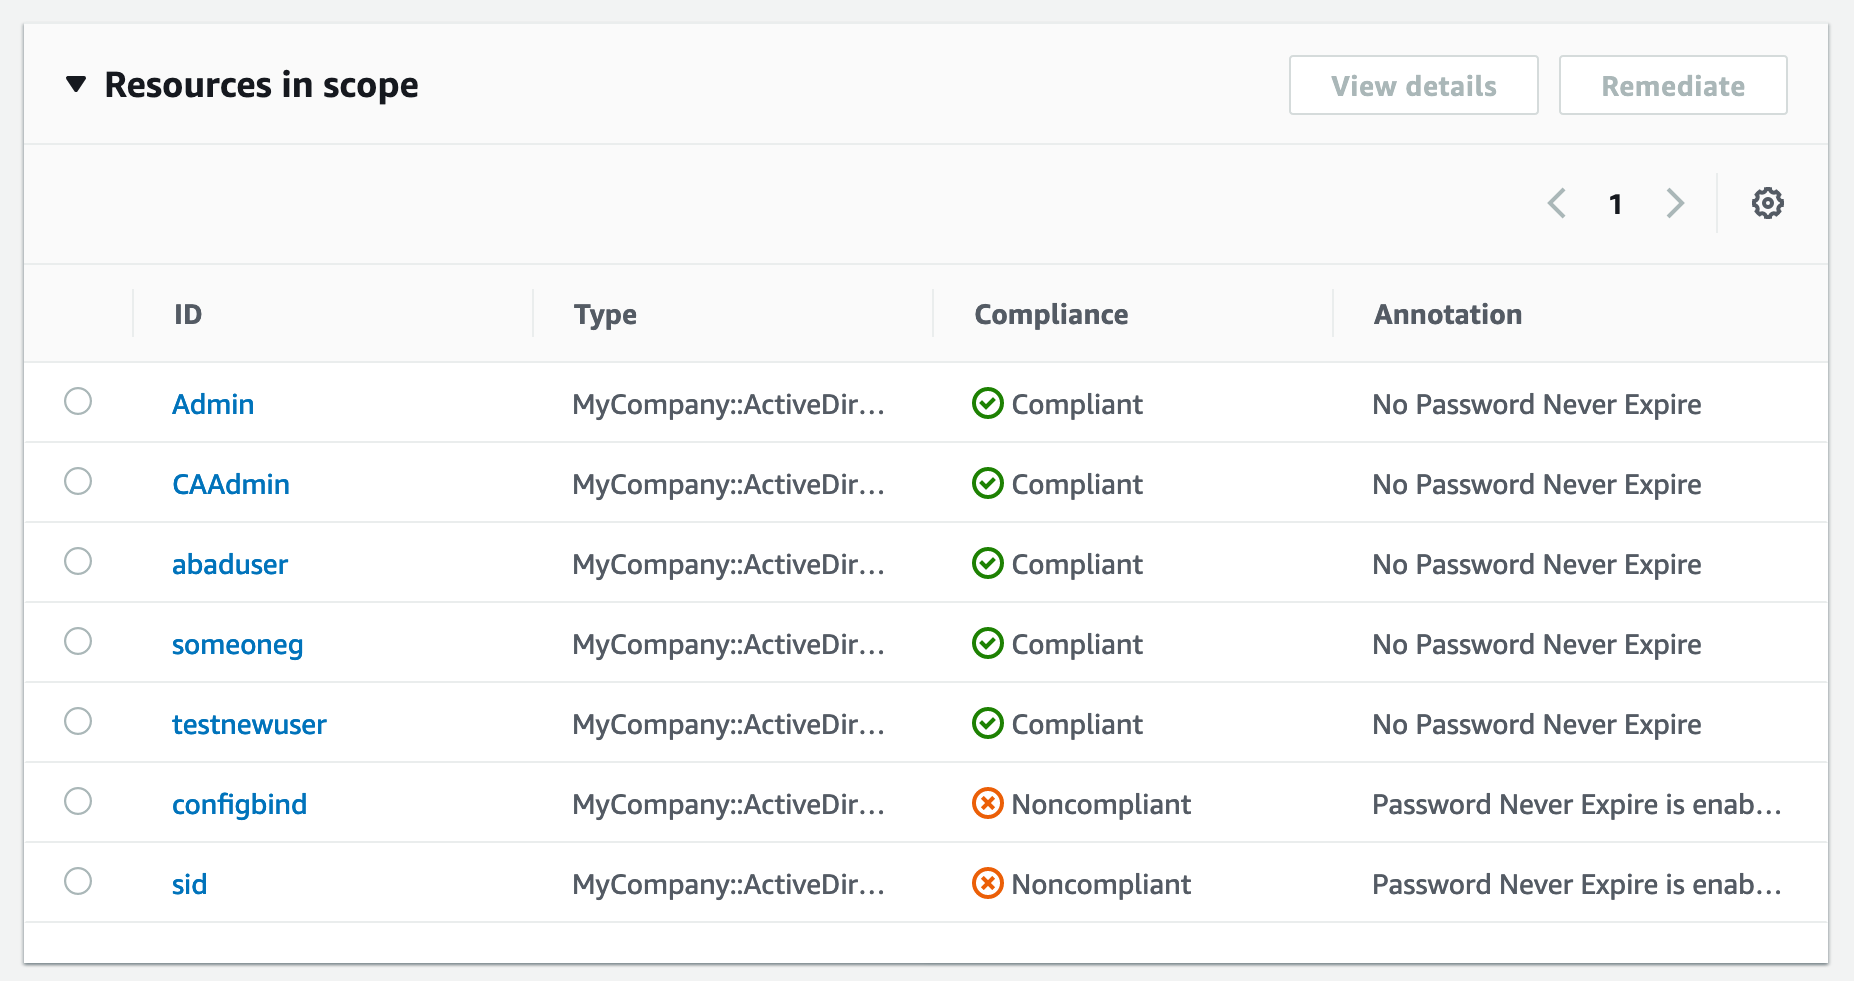 Resources in scope View details Remediate
1
ID Type Compliance Annotation
Admin MyCompany::ActiveDir... Compliant No Password Never Expire
CAAdmin MyCompany::ActiveDir... Compliant No Password Never Expire
abaduser MyCompany::ActiveDir... Compliant No Password Never Expire
someoneg MyCompany::ActiveDir... Compliant No Password Never Expire
testnewuser MyCompany::ActiveDir... Compliant No Password Never Expire
configbind MyCompany::ActiveDir... Noncompliant Password Never Expire is enab...
sid MyCompany::ActiveDir... Noncompliant Password Never Expire is enab...